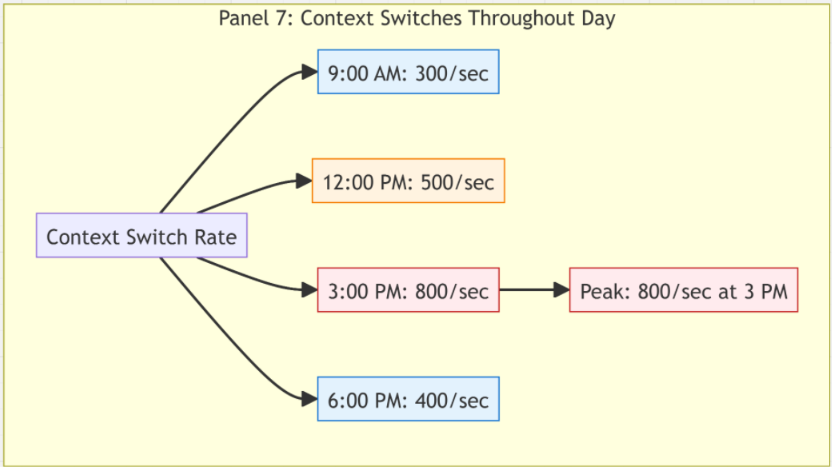 Panel 7: Context Switches Throughout Day
9:00 AM: 300/sec
12:00 PM: 500/sec
Context Switch Rate
3:00 PM: 800/sec
Peak: 800/sec at 3 PM
6:00 PM: 400/sec